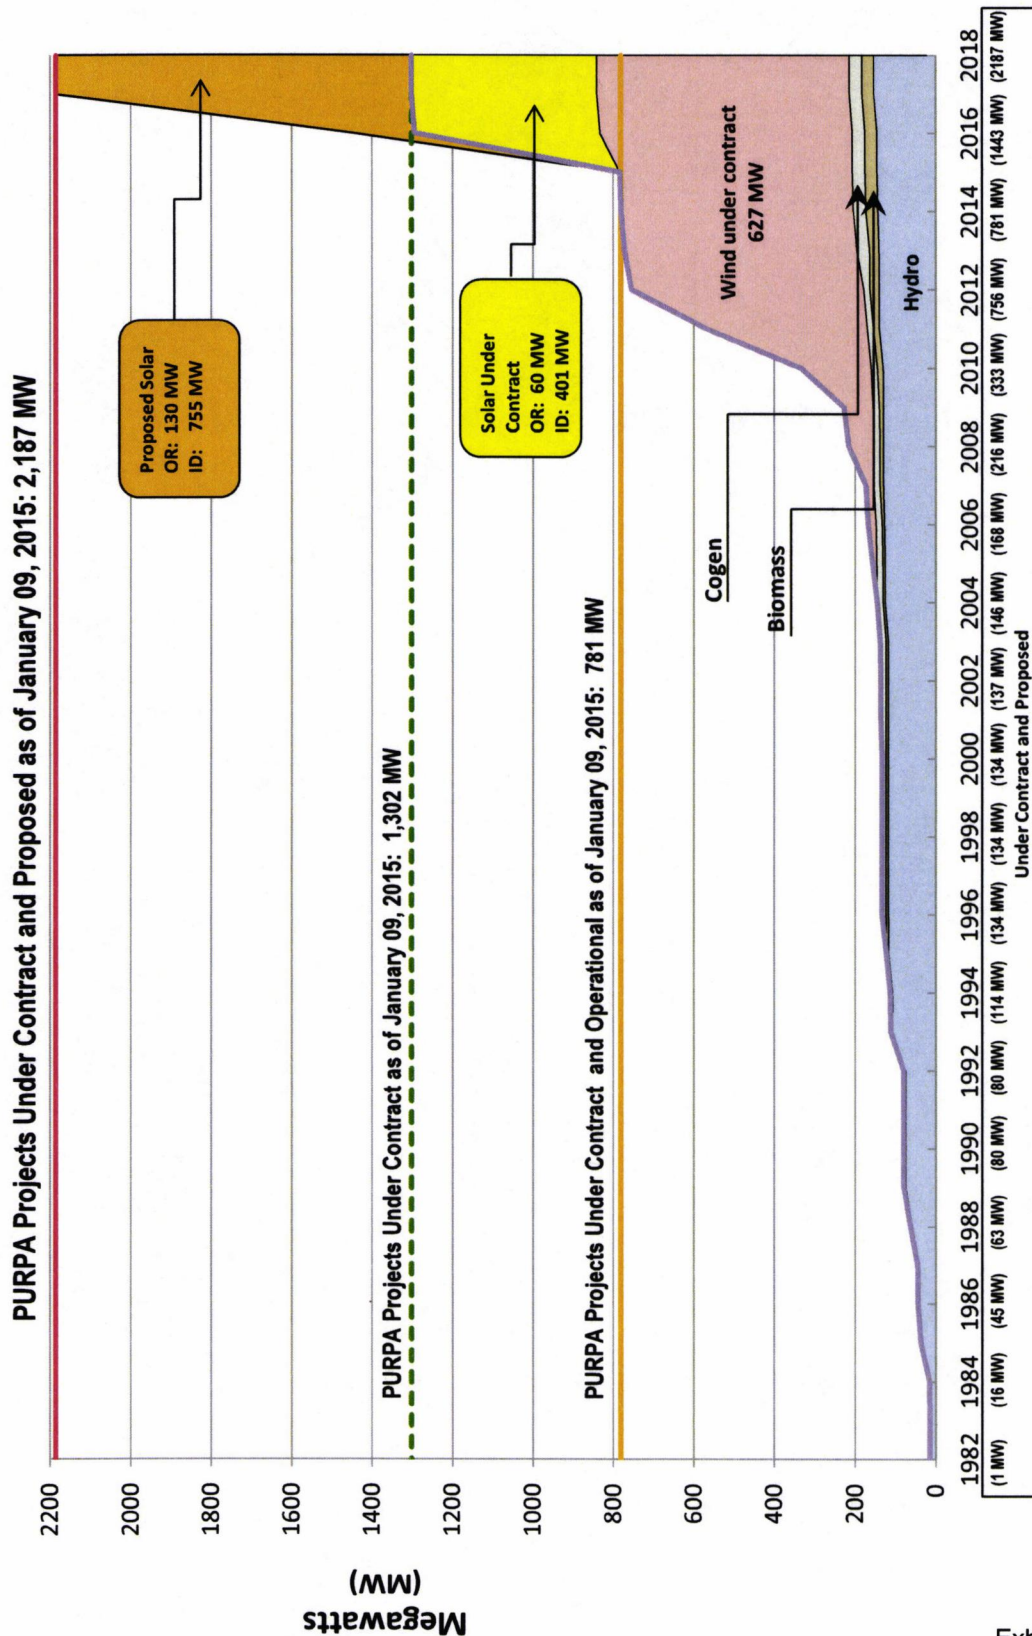 PURPA Projects Under Contract and Proposed as of January 09, 2015: 2,187 MW
Megawatts
(MW)
2200
2000
1800
1600
1400
1200
1000
800
600
400
200
0
Proposed Solar
OR: 130 MW
ID: 755 MW
PURPA Projects Under Contract as of January 09, 2015: 1,302 MW
Solar Under
Contract
OR: 60 MW
ID: 401 MW
PURPA Projects Under Contract and Operational as of January 09, 2015: 781 MW
Wind under contract
627 MW
Cogen
Biomass
Hydro
1982 1984 1986 1988 1990 1992 1994 1996 1998 2000 2002 2004 2006 2008 2010 2012 2014 2016 2018
(1 MW) (16 MW) (45 MW) (63 MW) (80 MW) (80 MW) (114 MW) (134 MW) (134 MW) (134 MW) (137 MW) (146 MW) (168 MW) (216 MW) (333 MW) (756 MW) (781 MW) (1443 MW) (2187 MW)
Under Contract and Proposed